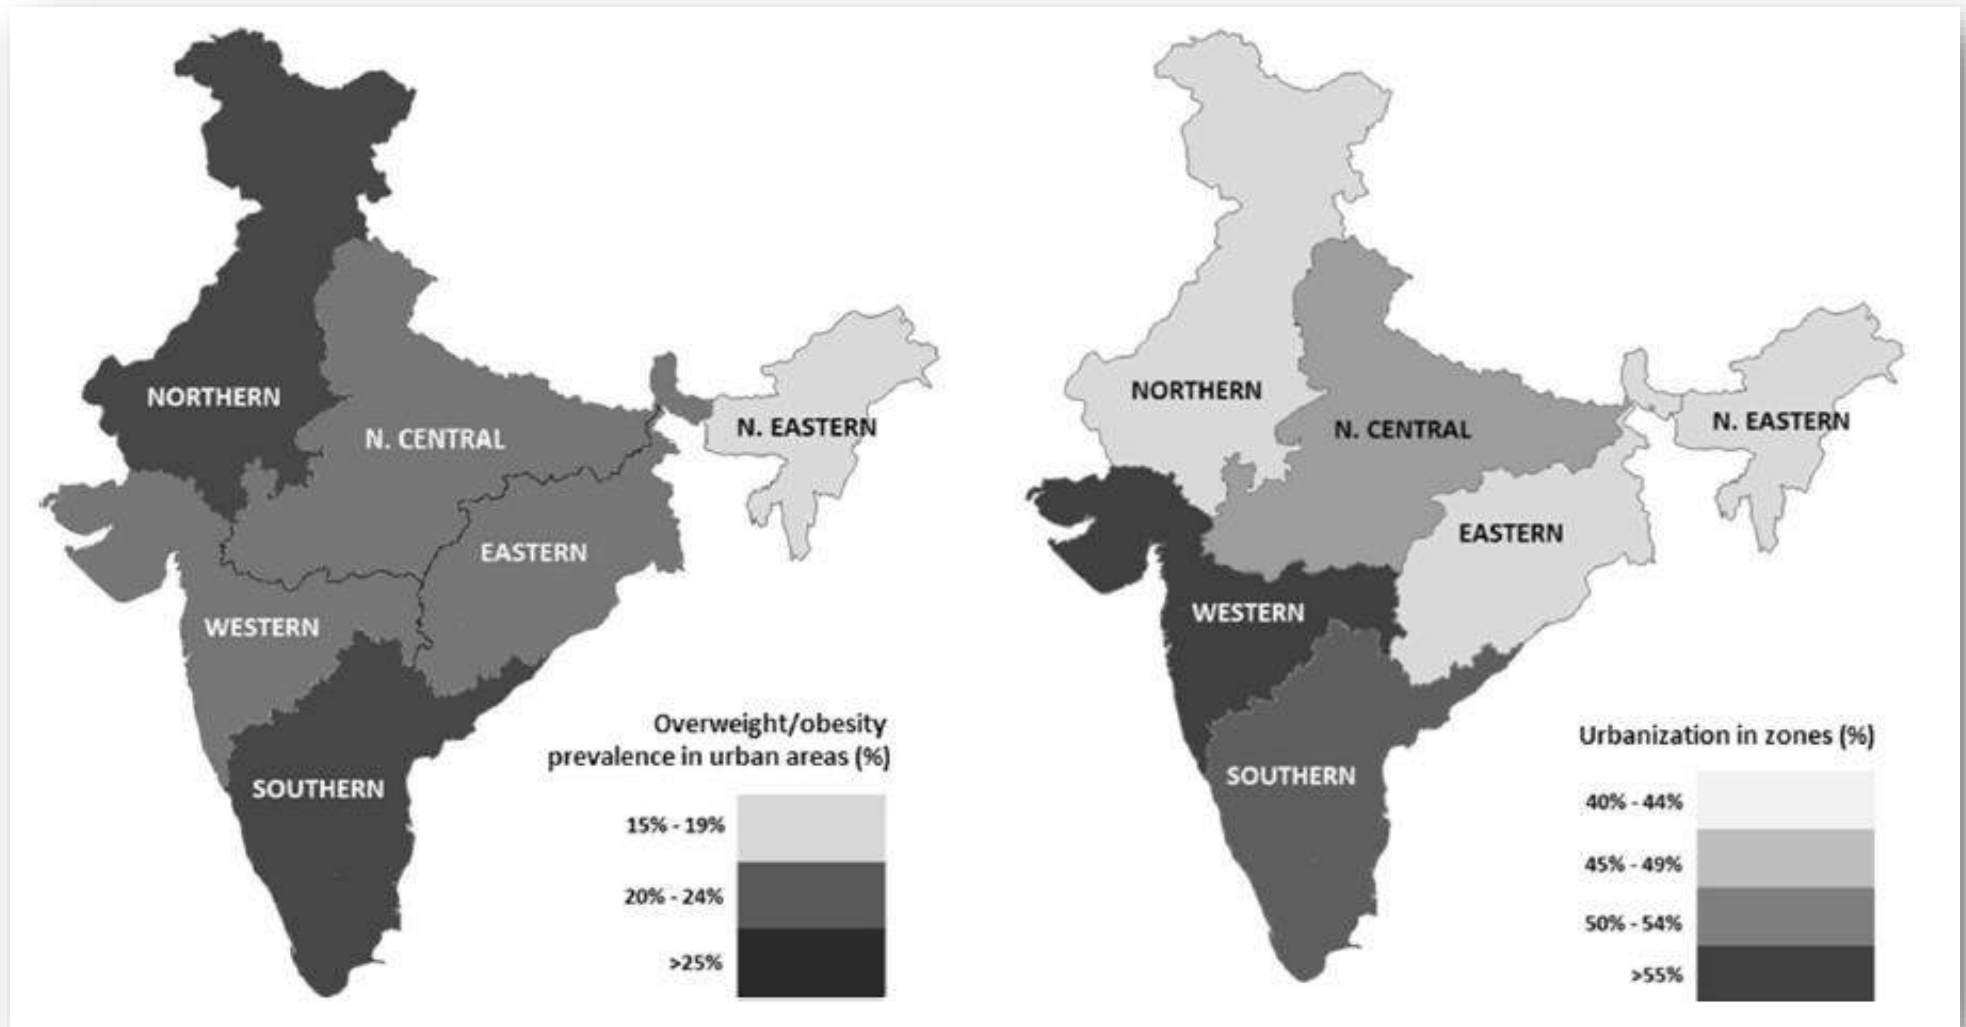 NORTHERN
N. CENTRAL
N. EASTERN
EASTERN
WESTERN
SOUTHERN
Overweight/obesity
prevalence in urban areas (%)
15% - 19%
20% - 24%
>25%
NORTHERN
N. CENTRAL
N. EASTERN
EASTERN
WESTERN
SOUTHERN
Urbanization in zones (%)
40% - 44%
45% - 49%
50% - 54%
>55%